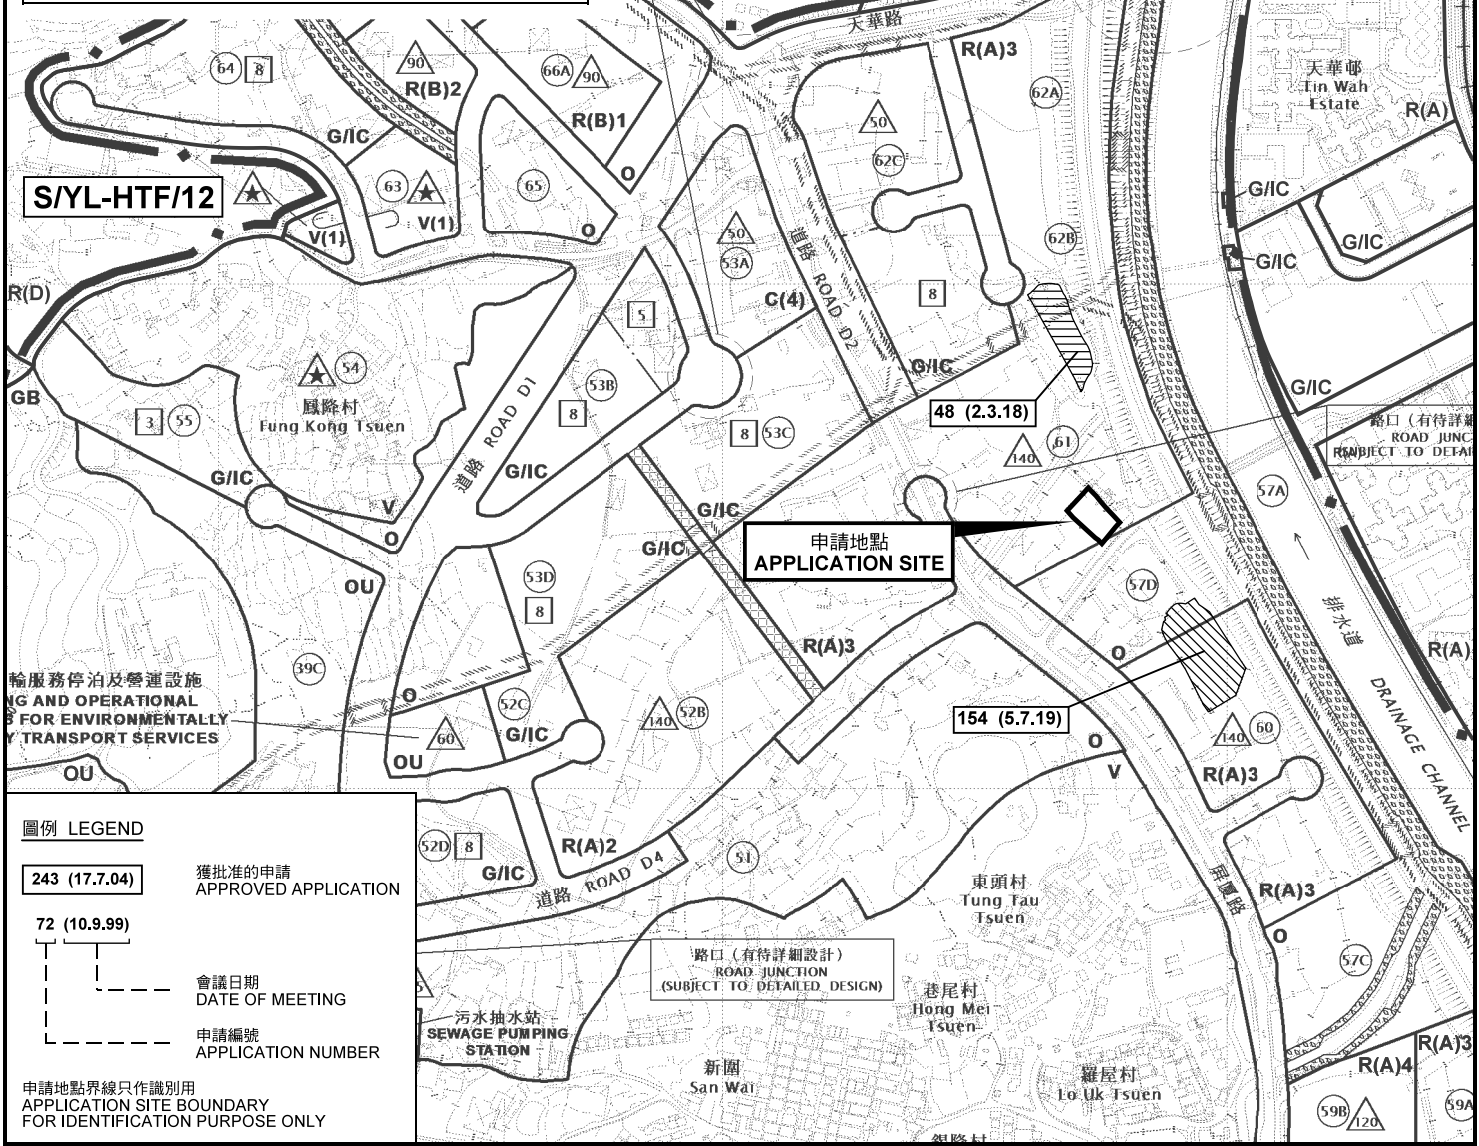 天華路
R(A)3
64
8
90
R(B)2
66A
90
R(B)1
62A
天華邨
Tin Wah
Estate
R(A)
G/IC
50
62C
S/YL-HTF/12
63
V(1)
V(1)
65
O
O
50
53A
C(4)
道路 ROAD D2
62B
8
G/IC
G/IC
G/IC
R(D)
5
54
鳳降村
Fung Kong Tsuen
GB
3
55
53B
8
道路 ROAD D1
8
53C
G/IC
48 (2.3.18)
G/IC
路口（有待詳細
ROAD JUNC
(SUBJECT TO DETAI
140
61
57A
G/IC
G/IC
V
O
G/IC
G/IC
申請地點
APPLICATION SITE
OU
53D
8
57D
排水道
DRAINAGE CHANNEL
R(A)3
O
R(A)
39C
輸服務停泊及營運設施
NG AND OPERATIONAL
S FOR ENVIRONMENTALLY
Y TRANSPORT SERVICES
OU
O
52C
G/IC
60
OU
140
52B
154 (5.7.19)
140
60
O
V
R(A)3
圖例 LEGEND
243 (17.7.04)
獲批准的申請
APPROVED APPLICATION
72 (10.9.99)
會議日期
DATE OF MEETING
申請編號
APPLICATION NUMBER
申請地點界線只作識別用
APPLICATION SITE BOUNDARY
FOR IDENTIFICATION PURPOSE ONLY
52D
8
G/IC
R(A)2
道路 ROAD D4
51
東頭村
Tung Tau
Tsuen
屏廈路
R(A)3
O
57C
路口（有待詳細設計）
ROAD JUNCTION
(SUBJECT TO DETAILED DESIGN)
污水抽水站
SEWAGE PUMPING
STATION
巷尾村
Hong Mei
Tsuen
新圍
San Wai
羅屋村
Lo Uk Tsuen
R(A)4
R(A)3
59B
120
59A